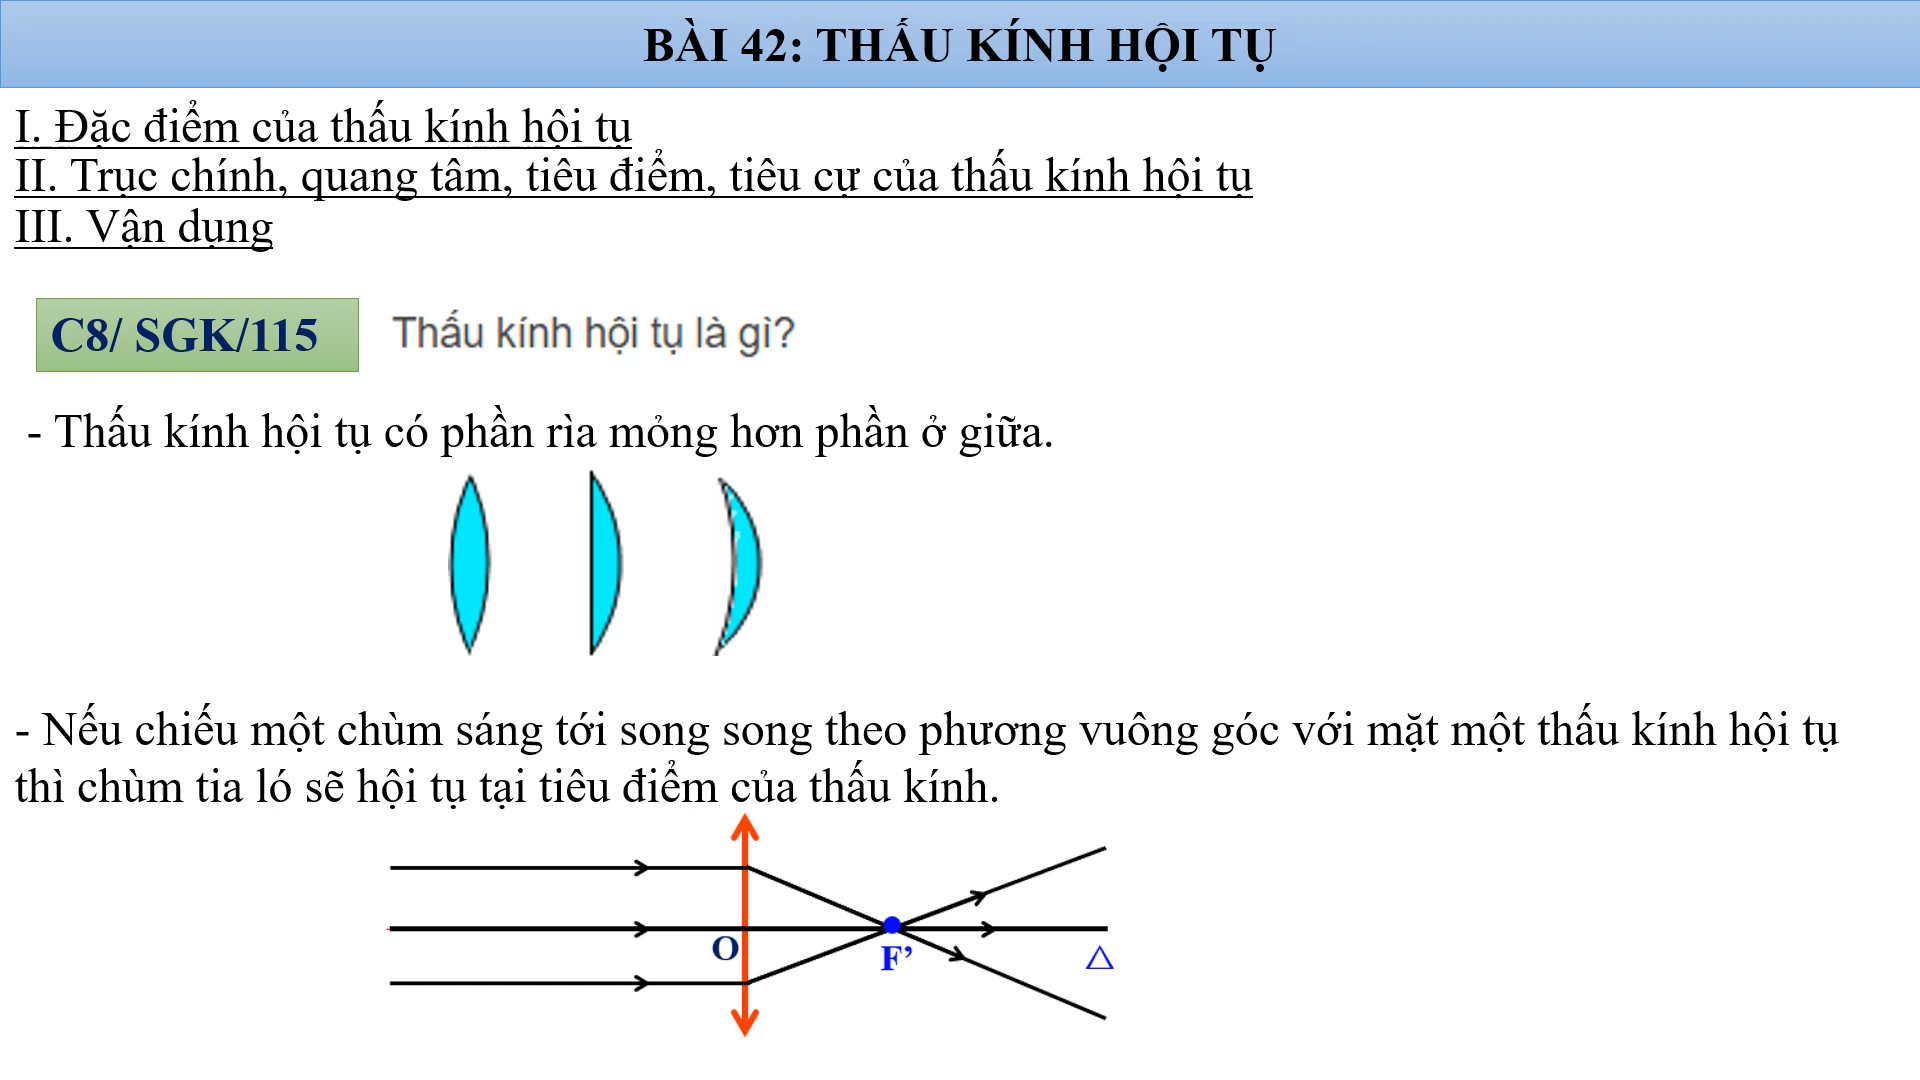 BÀI 42: THẤU KÍNH HỘI TỤ
I. Đặc điểm của thấu kính hội tụ
II. Trục chính, quang tâm, tiêu điểm, tiêu cự của thấu kính hội tụ
III. Vận dụng
C8/ SGK/115
Thấu kính hội tụ là gì?
- Thấu kính hội tụ có phần rìa mỏng hơn phần ở giữa.
- Nếu chiếu một chùm sáng tới song song theo phương vuông góc với mặt một thấu kính hội tụ
thì chùm tia ló sẽ hội tụ tại tiêu điểm của thấu kính.
O
F’
△